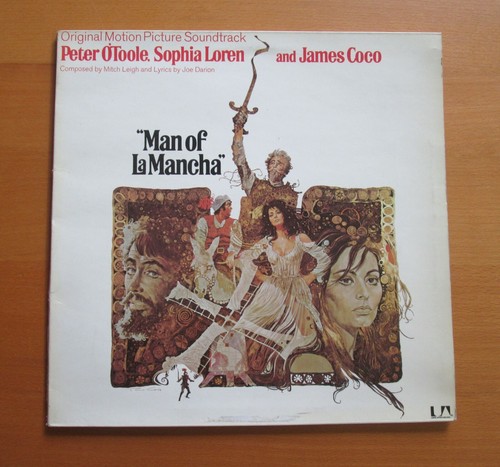 Original Motion Picture Soundtrack
Peter O'Toole, Sophia Loren and James Coco
Composed by Mitch Leigh and Lyrics by Joe Darion
"Man of
La Mancha"
UA